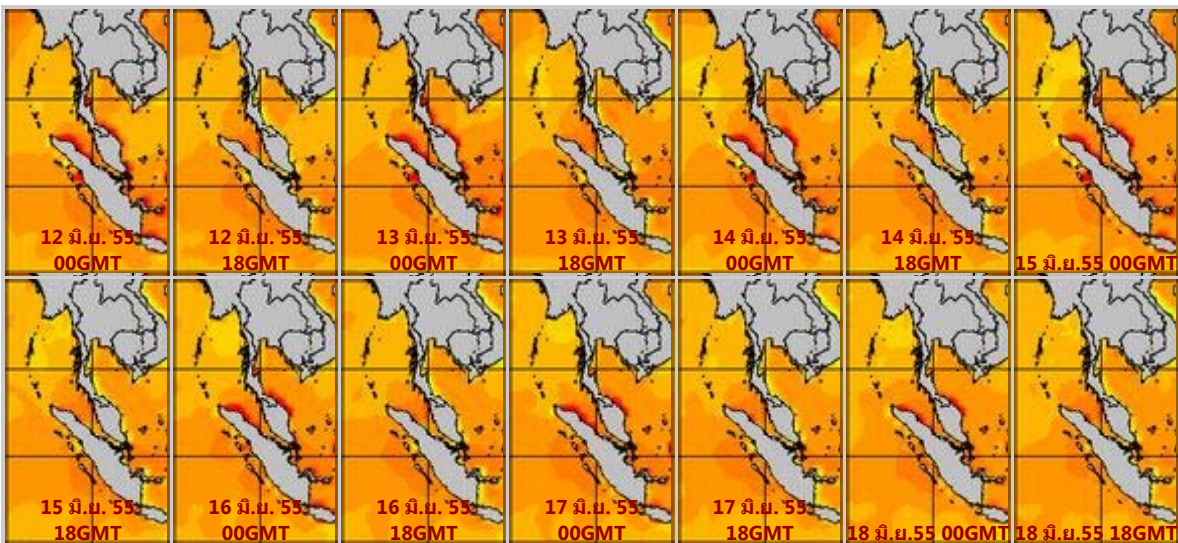 12 มิ.ย. 55
00GMT
12 มิ.ย. 55
18GMT
13 มิ.ย. 55
00GMT
13 มิ.ย. 55
18GMT
14 มิ.ย. 55
00GMT
14 มิ.ย. 55
18GMT
15 มิ.ย.55 00GMT
15 มิ.ย. 55
18GMT
16 มิ.ย. 55
00GMT
16 มิ.ย. 55
18GMT
17 มิ.ย. 55
00GMT
17 มิ.ย. 55
18GMT
18 มิ.ย.55 00GMT
18 มิ.ย.55 18GMT